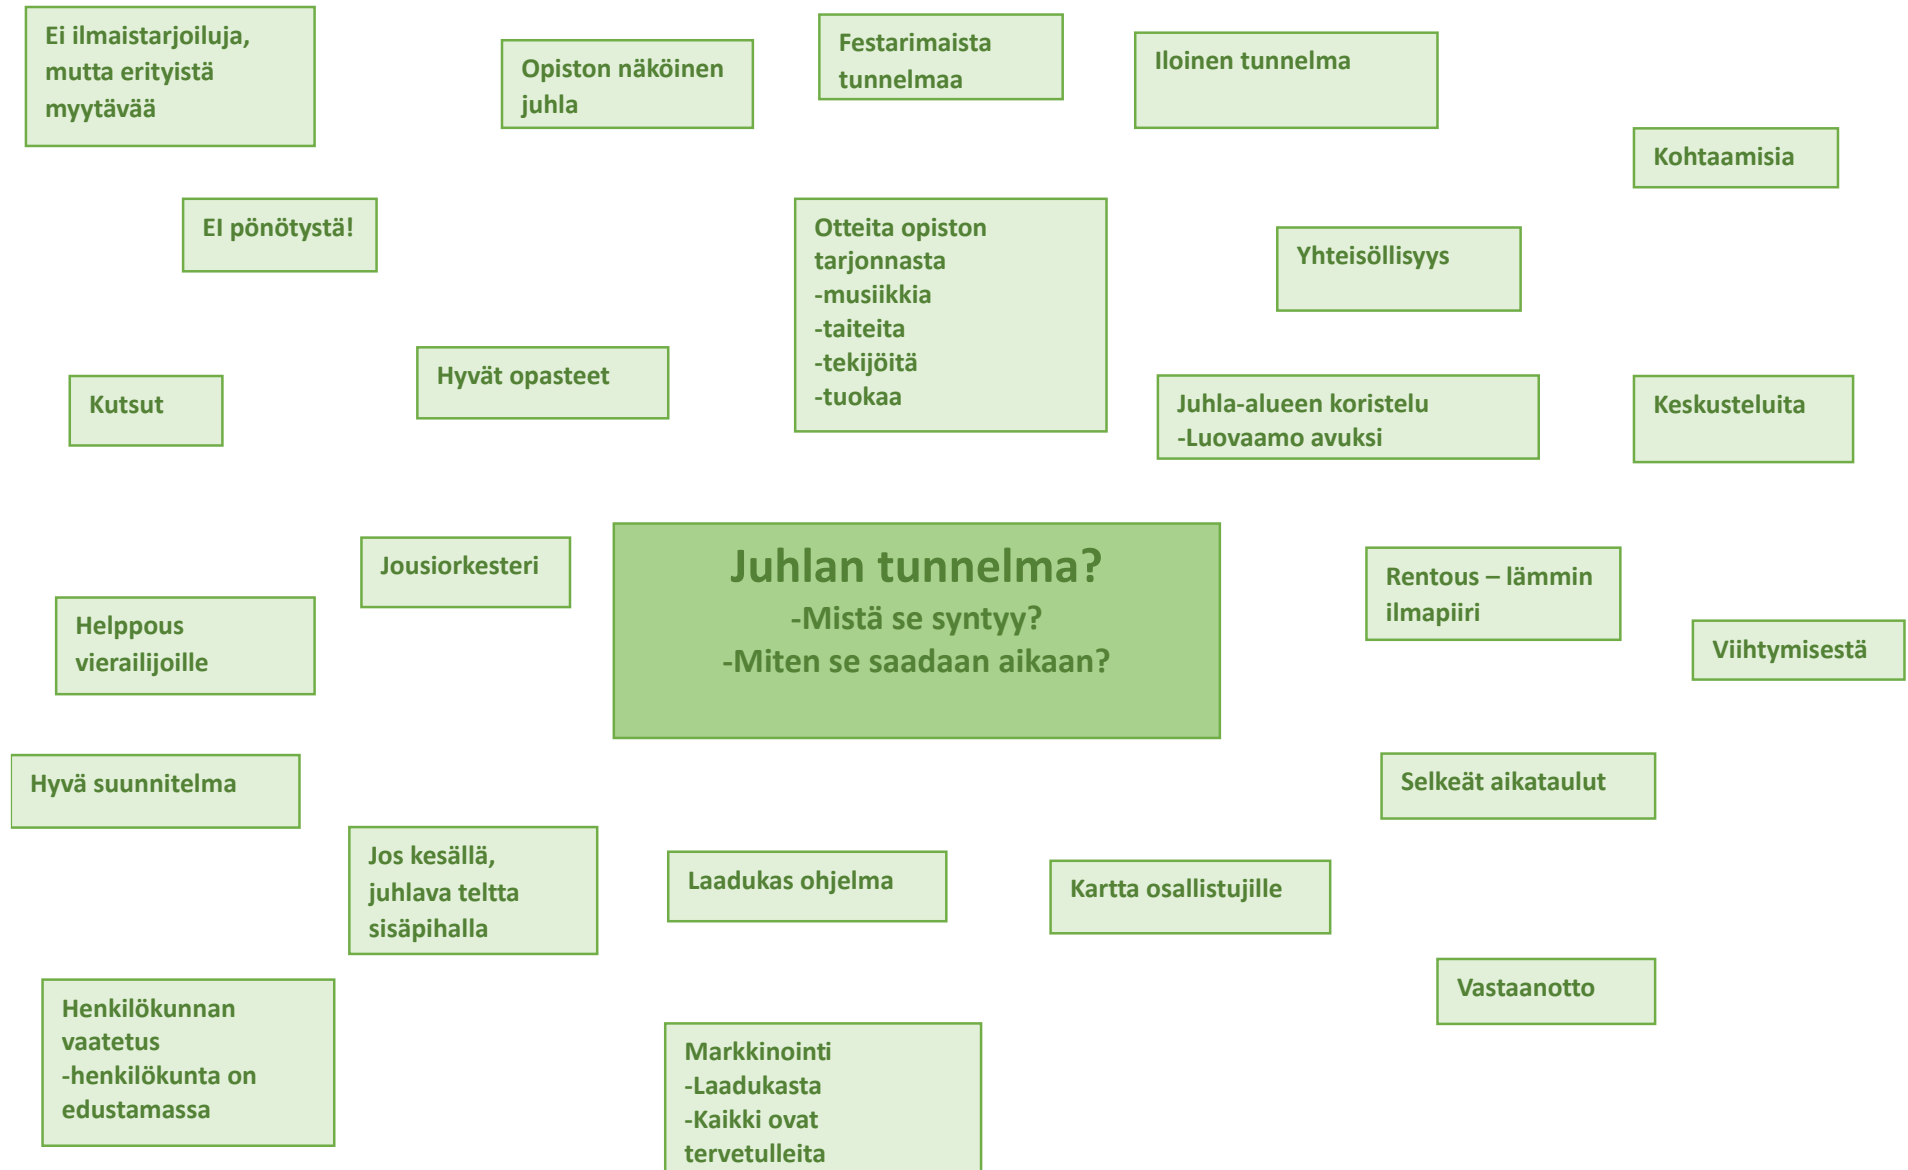 Ei ilmaistarjoiluja,
mutta erityistä
myytävää
Opiston näköinen
juhla
Festarimaista
tunnelmaa
Iloinen tunnelma
Kohtaamisia
EI pönötystä!
Otteita opiston
tarjonnasta
-musiikkia
-taiteita
-tekijöitä
-tuokaa
Yhteisöllisyys
Kutsut
Hyvät opasteet
Juhla-alueen koristelu
-Luovaamo avuksi
Keskusteluita
Jousiorkesteri
Juhlan tunnelma?
-Mistä se syntyy?
-Miten se saadaan aikaan?
Rentous – lämmin
ilmapiiri
Helppous
vierailijoille
Viihtymisestä
Hyvä suunnitelma
Selkeät aikataulut
Jos kesällä,
juhlava teltta
sisäpihalla
Laadukas ohjelma
Kartta osallistujille
Vastaanotto
Henkilökunnan
vaatetus
-henkilökunta on
edustamassa
Markkinointi
-Laadukasta
-Kaikki ovat
tervetulleita